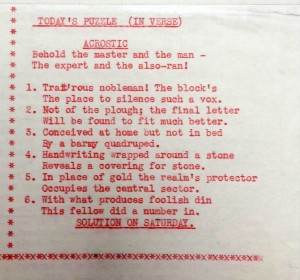 TODAY'S PUZZLE (IN VERSE)
ACROSTIC
Behold the master and the man -
The expert and the also-ran!
1. Trait'rous nobleman! The block's
The place to silence such a vox.
2. Not of the plough; the final letter
Will be found to fit much better.
3. Conceived at home but not in bed
By a barmy quadruped.
4. Handwriting wrapped around a stone
Reveals a covering for stone.
5. In place of gold the realm's protector
Occupies the central sector.
6. With what produces foolish din
This fellow did a number in.
SOLUTION ON SATURDAY.